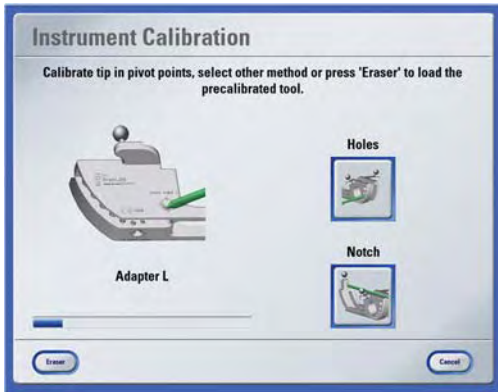 Instrument Calibration
Calibrate tip in pivot points, select other method or press 'Eraser' to load the
precalibrated tool.
Holes
Notch
Adapter L
Eraser
Cancel